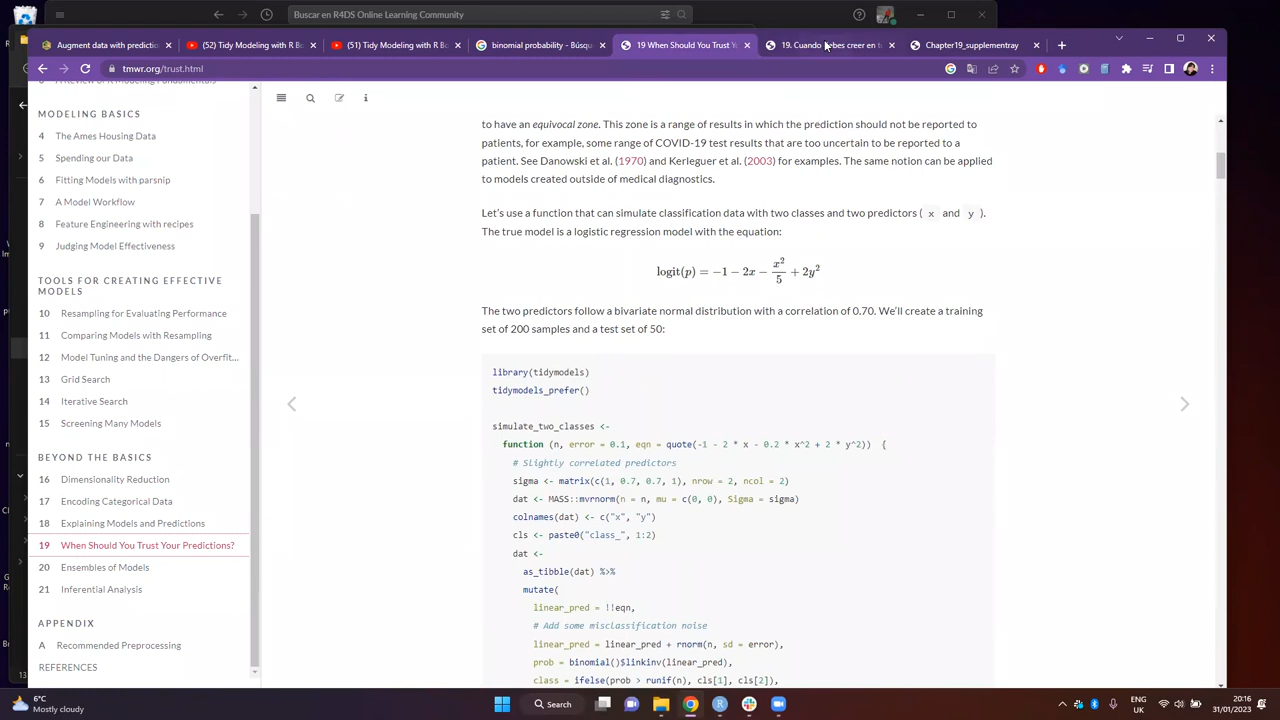 Buscar en R4DS Online Learning Community
Augment data with predictic
(52) Tidy Modeling with R Bo
(51) Tidy Modeling with R Bo
binomial probability - Búsqu
19 When Should You Trust Yo
19. Cuando debes creer en t
Chapter19_supplementray
tmwr.org/trust.html
MODELING BASICS
4 The Ames Housing Data
5 Spending our Data
6 Fitting Models with parsnip
7 A Model Workflow
8 Feature Engineering with recipes
9 Judging Model Effectiveness
TOOLS FOR CREATING EFFECTIVE
MODELS
10 Resampling for Evaluating Performance
11 Comparing Models with Resampling
12 Model Tuning and the Dangers of Overfit...
13 Grid Search
14 Iterative Search
15 Screening Many Models
BEYOND THE BASICS
16 Dimensionality Reduction
17 Encoding Categorical Data
18 Explaining Models and Predictions
19 When Should You Trust Your Predictions?
20 Ensembles of Models
21 Inferential Analysis
APPENDIX
A Recommended Preprocessing
REFERENCES
to have an equivocal zone. This zone is a range of results in which the prediction should not be reported to
patients, for example, some range of COVID-19 test results that are too uncertain to be reported to a
patient. See Danowski et al. (1970) and Kerleguer et al. (2003) for examples. The same notion can be applied
to models created outside of medical diagnostics.
Let's use a function that can simulate classification data with two classes and two predictors ( x and y ).
The true model is a logistic regression model with the equation:
logit(p) = −1 − 2x − x²/5 + 2y²
The two predictors follow a bivariate normal distribution with a correlation of 0.70. We'll create a training
set of 200 samples and a test set of 50:
library(tidymodels)
tidymodels_prefer()
simulate_two_classes <-
function (n, error = 0.1, eqn = quote(-1 - 2 * x - 0.2 * x^2 + 2 * y^2)) {
# Slightly correlated predictors
sigma <- matrix(c(1, 0.7, 0.7, 1), nrow = 2, ncol = 2)
dat <- MASS::mvrnorm(n = n, mu = c(0, 0), Sigma = sigma)
colnames(dat) <- c("x", "y")
cls <- paste0("class_", 1:2)
dat <-
as_tibble(dat) %>%
mutate(
linear_pred = !!eqn,
# Add some misclassification noise
linear_pred = linear_pred + rnorm(n, sd = error),
prob = binomial()$linkinv(linear_pred),
class = ifelse(prob > runif(n), cls[1], cls[2]),
6°C
Mostly cloudy
Search
ENG
UK
20:16
31/01/2023